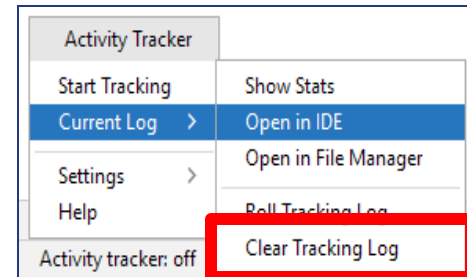 Activity Tracker
Start Tracking
Current Log >
Settings >
Help
Activity tracker: off
Show Stats
Open in IDE
Open in File Manager
Roll Tracking Log
Clear Tracking Log